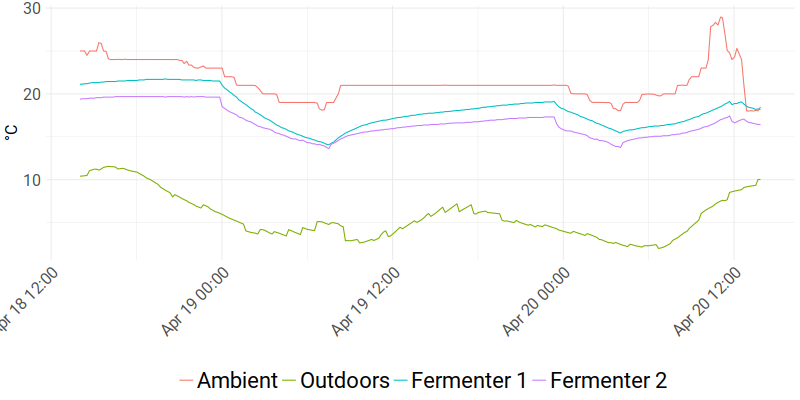 30
20
10
°C
pr 18 12:00
Apr 19 00:00
Apr 19 12:00
Apr 20 00:00
Apr 20 12:00
Ambient Outdoors Fermenter 1 Fermenter 2